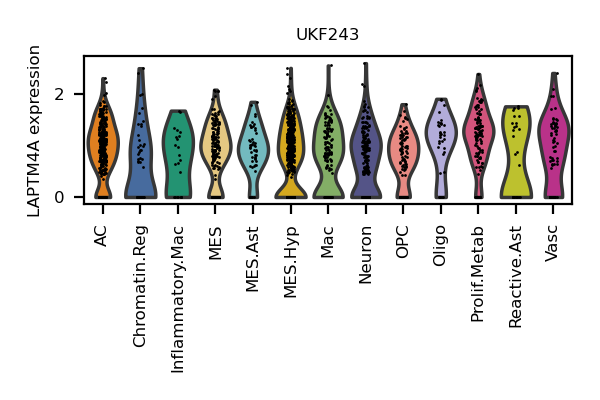 UKF243
LAPTM4A expression
2
0
AC
Chromatin.Reg
Inflammatory.Mac
MES
MES.Ast
MES.Hyp
Mac
Neuron
OPC
Oligo
Prolif.Metab
Reactive.Ast
Vasc